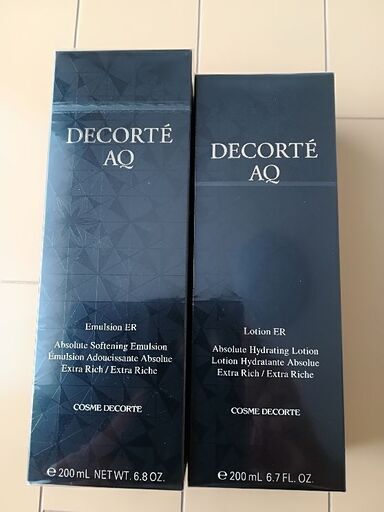 DECORTÉ
AQ
Emulsion ER
Absolute Softening Emulsion
Emulsion Adoucissante Absolue
Extra Rich / Extra Riche
COSME DECORTE
℮ 200 mL NET WT. 6.8 OZ.
DECORTÉ
AQ
Lotion ER
Absolute Hydrating Lotion
Lotion Hydratante Absolue
Extra Rich / Extra Riche
COSME DECORTE
℮ 200 mL 6.7 FL. OZ.